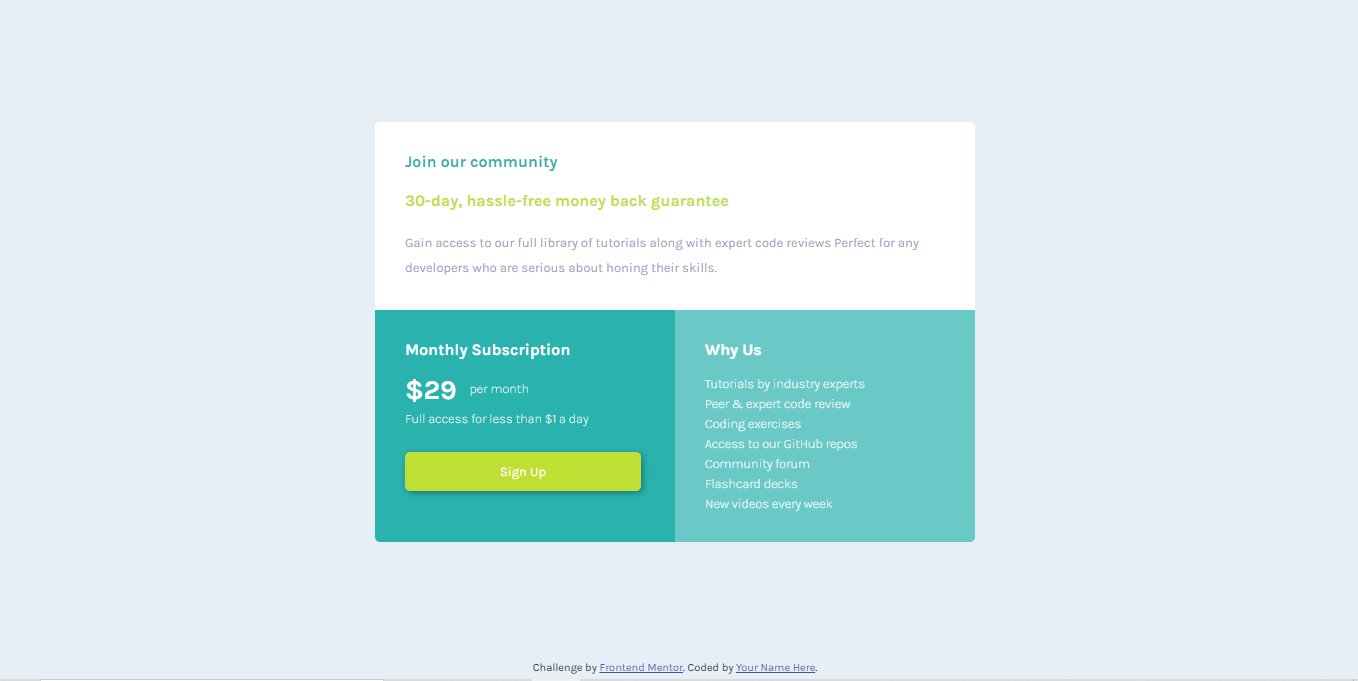 Join our community
30-day, hassle-free money back guarantee
Gain access to our full library of tutorials along with expert code reviews Perfect for any
developers who are serious about honing their skills.
Monthly Subscription
$29 per month
Full access for less than $1 a day
Sign Up
Why Us
Tutorials by industry experts
Peer & expert code review
Coding exercises
Access to our GitHub repos
Community forum
Flashcard decks
New videos every week
Challenge by Frontend Mentor. Coded by Your Name Here.